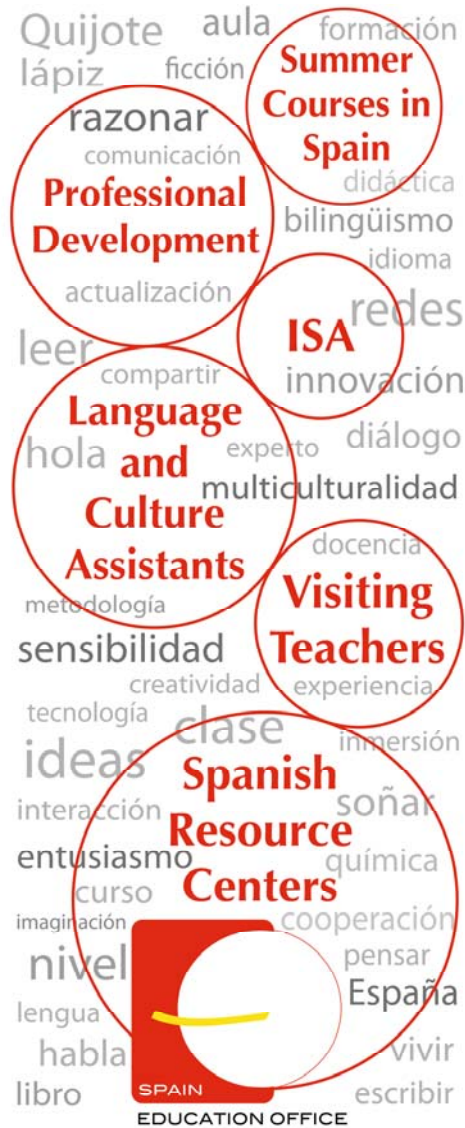 Quijote aula formación
lápiz ficción Summer
Courses in
razonar Spain
comunicación
didáctica
Professional bilingüismo
Development
idioma
actualización redes
ISA
leer
compartir innovación
Language
diálogo
hola and experto
multiculturalidad
Culture
docencia
Assistants Visiting
metodología
sensibilidad Teachers
creatividad experiencia
tecnología clase inmersión
ideas Spanish
interacción soñar
Resource
entusiasmo química
curso Centers
imaginación cooperación
nivel pensar
España
lengua
habla vivir
libro SPAIN escribir
EDUCATION OFFICE